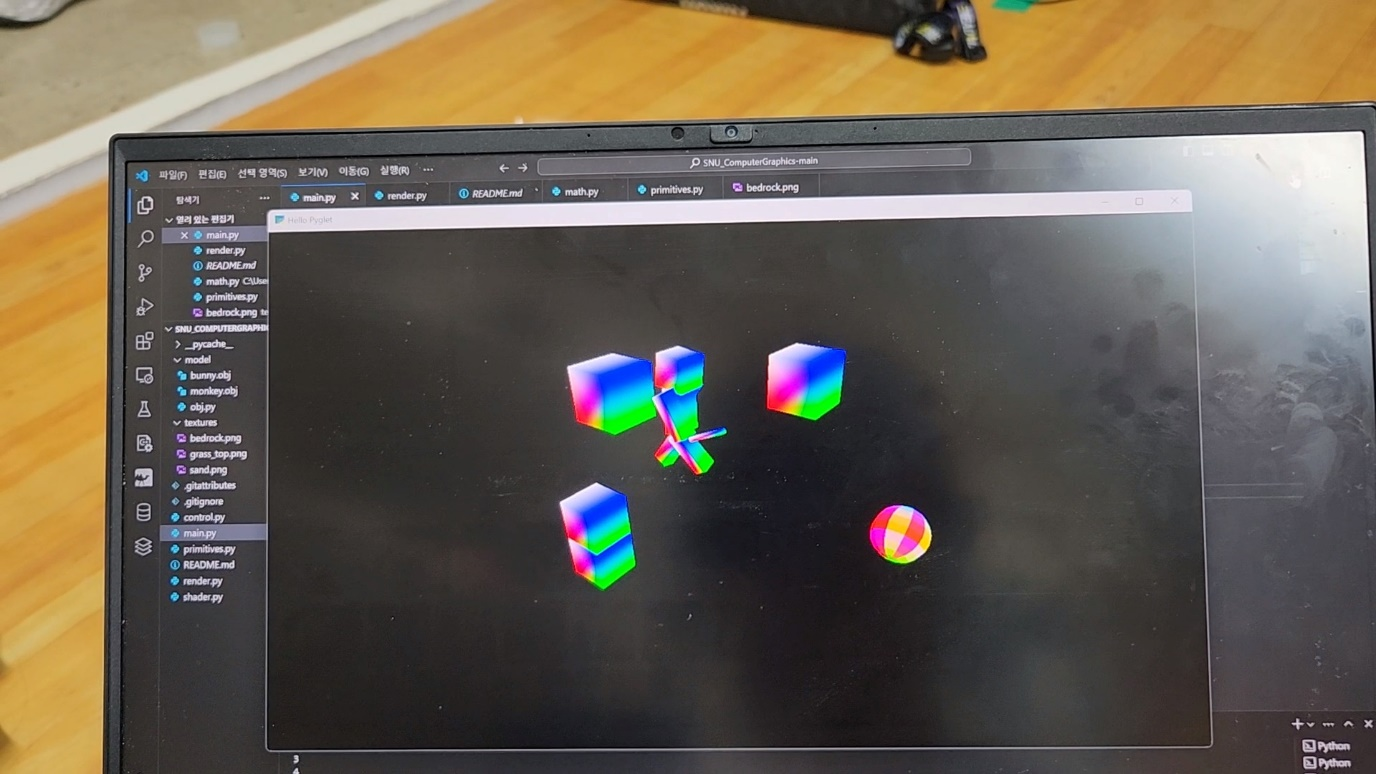 파일(F) 편집(E) 선택 영역(S) 보기(V) 이동(G) 실행(R) ··· ← → SNU_ComputerGraphics-main
탐색기 ··· main.py × render.py README.md math.py primitives.py bedrock.png
열려 있는 편집기
Hello Pyglet
× main.py
render.py
README.md
math.py C:\Use
primitives.py
bedrock.png te
SNU_COMPUTERGRAPHI
__pycache__
model
bunny.obj
monkey.obj
obj.py
textures
bedrock.png
grass_top.png
sand.png
.gitattributes
.gitignore
control.py
main.py
primitives.py
README.md
render.py
shader.py
3
4
Python
Python